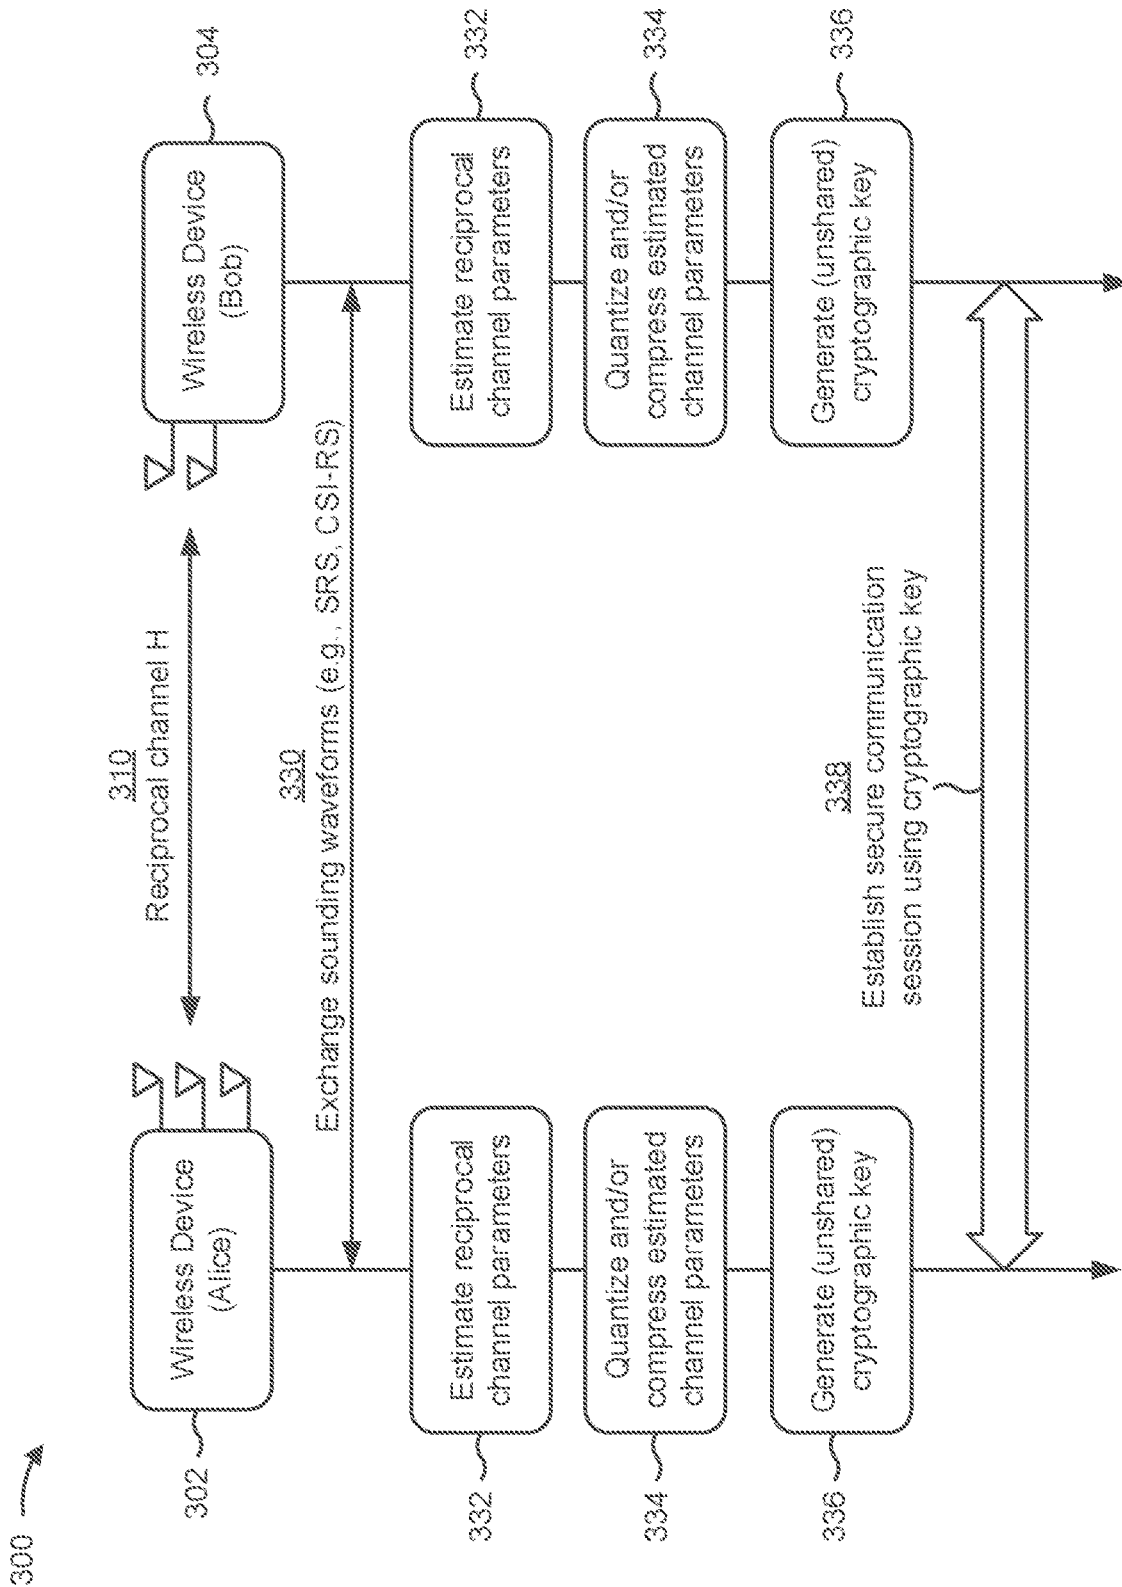 300
302
Wireless Device
(Alice)
310
Reciprocal channel H
Wireless Device
(Bob)
304
330
Exchange sounding waveforms (e.g., SRS, CSI-RS)
332
Estimate reciprocal
channel parameters
Estimate reciprocal
channel parameters
332
334
Quantize and/or
compress estimated
channel parameters
Quantize and/or
compress estimated
channel parameters
334
336
Generate (unshared)
cryptographic key
Generate (unshared)
cryptographic key
336
338
Establish secure communication
session using cryptographic key